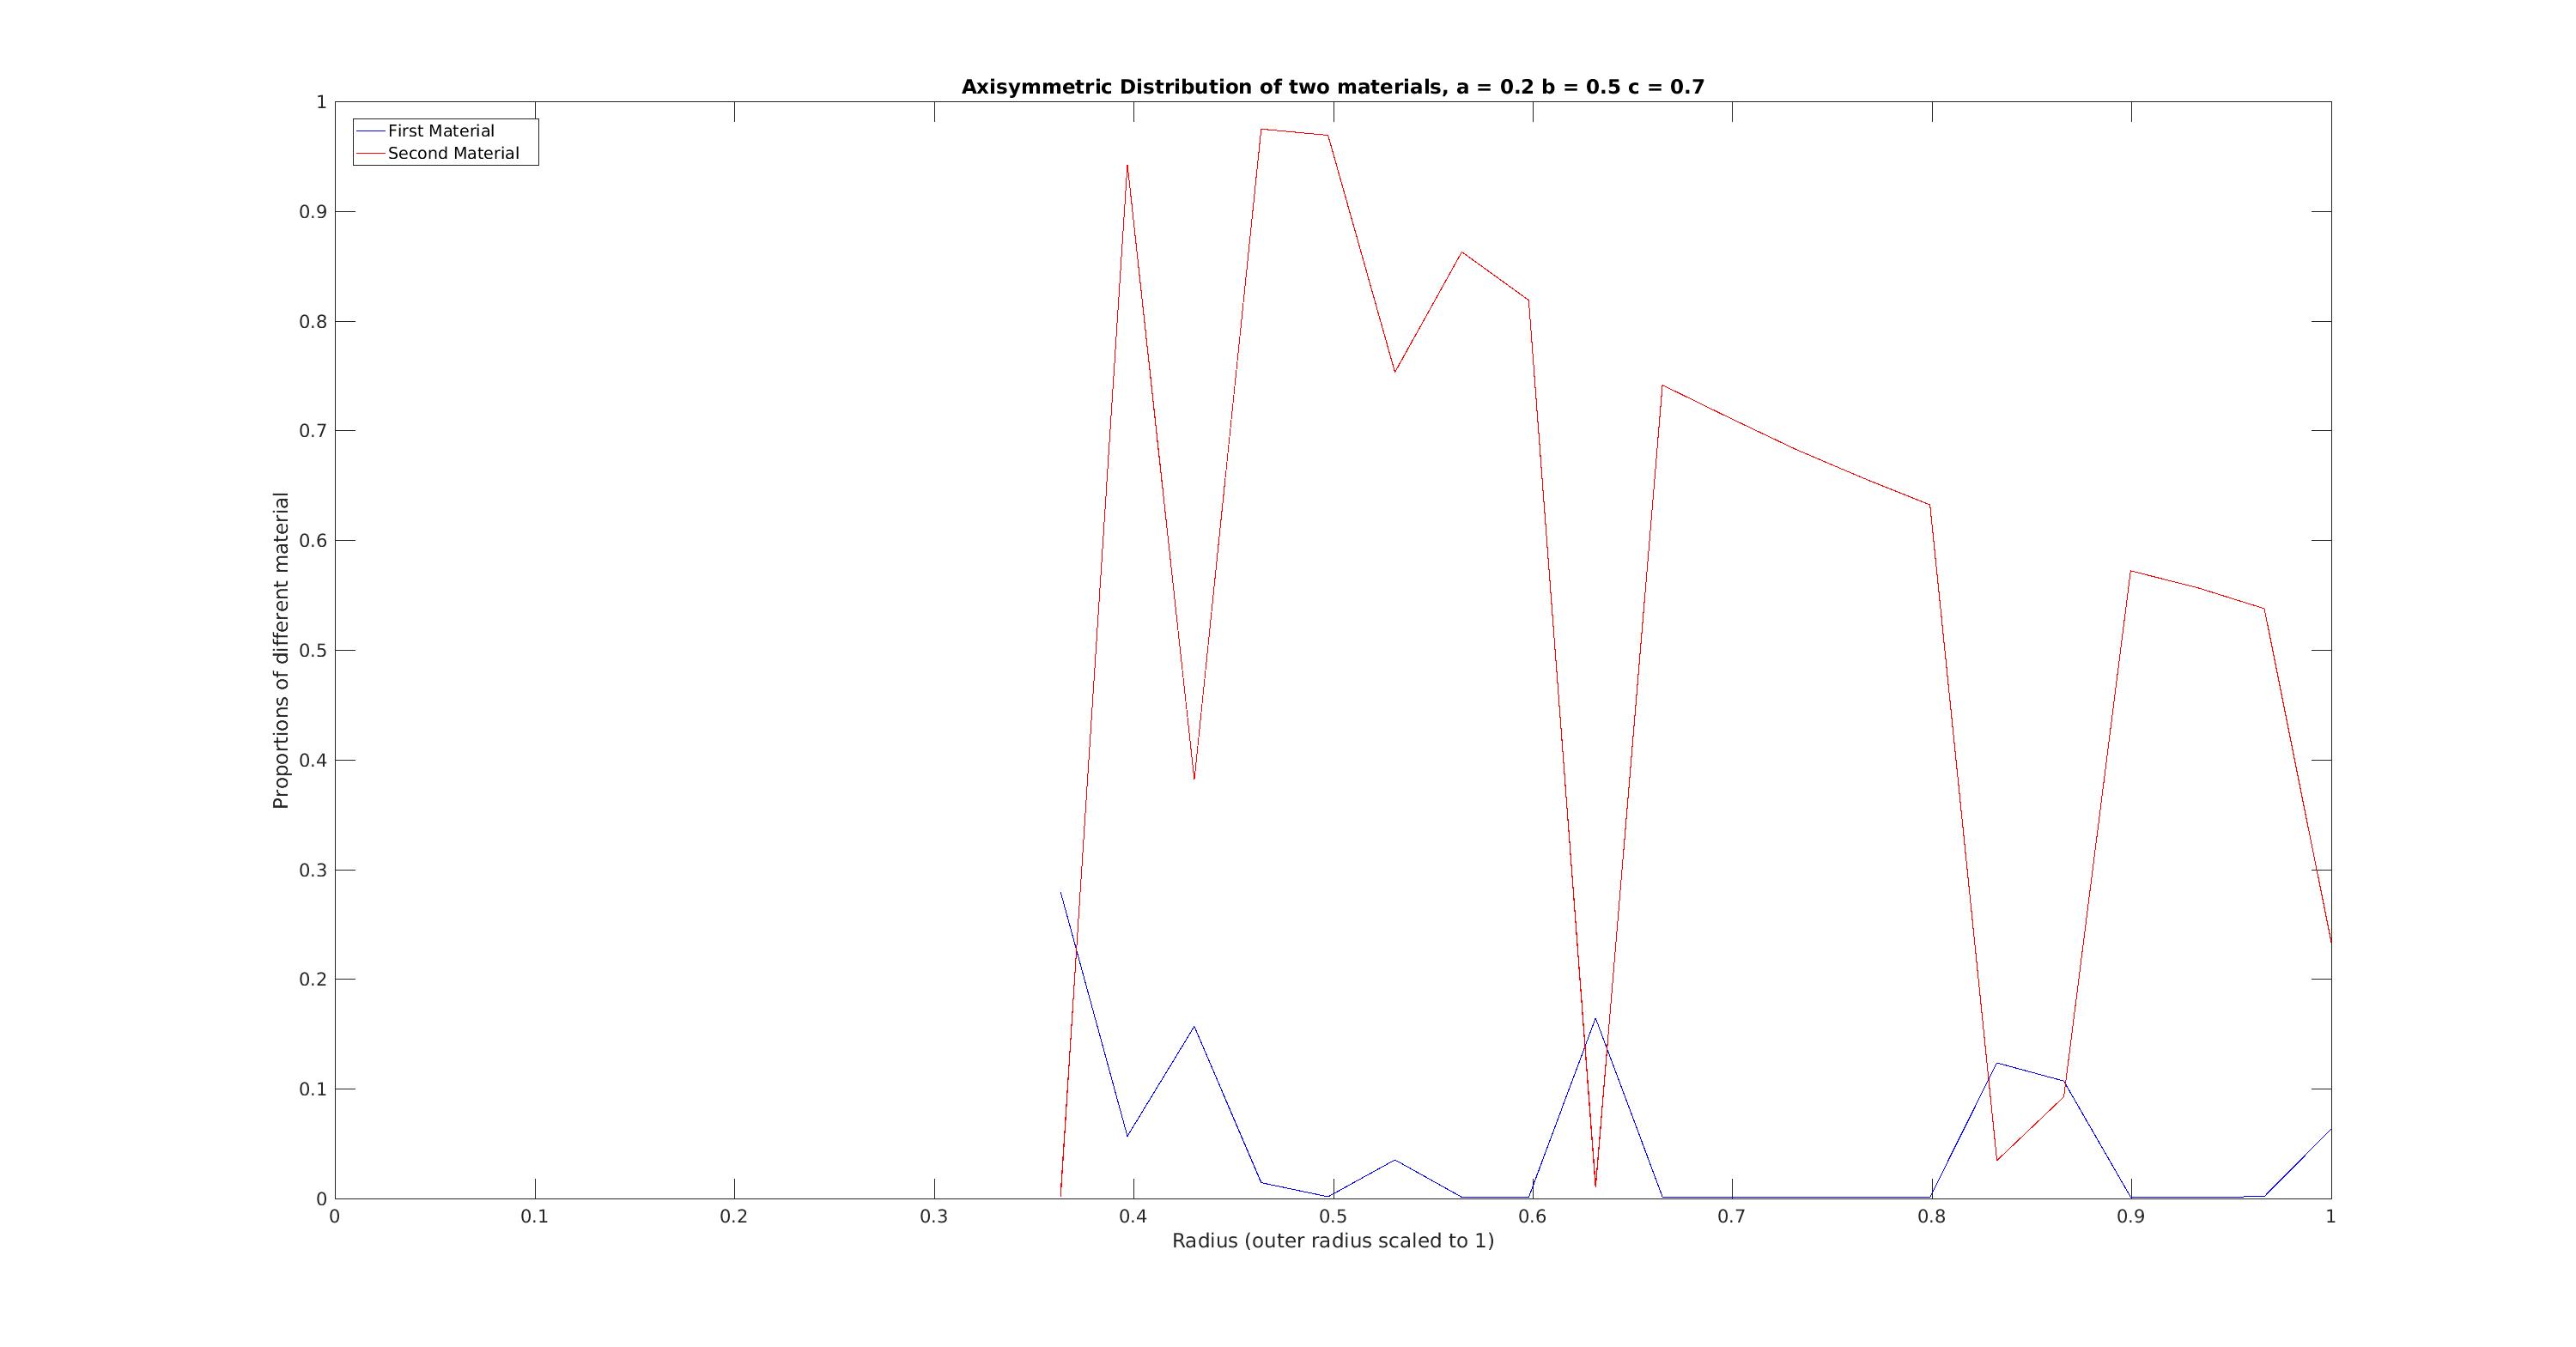 Axisymmetric Distribution of two materials, a = 0.2 b = 0.5 c = 0.7
First Material
Second Material
Proportions of different material
1
0.9
0.8
0.7
0.6
0.5
0.4
0.3
0.2
0.1
0
0 0.1 0.2 0.3 0.4 0.5 0.6 0.7 0.8 0.9 1
Radius (outer radius scaled to 1)